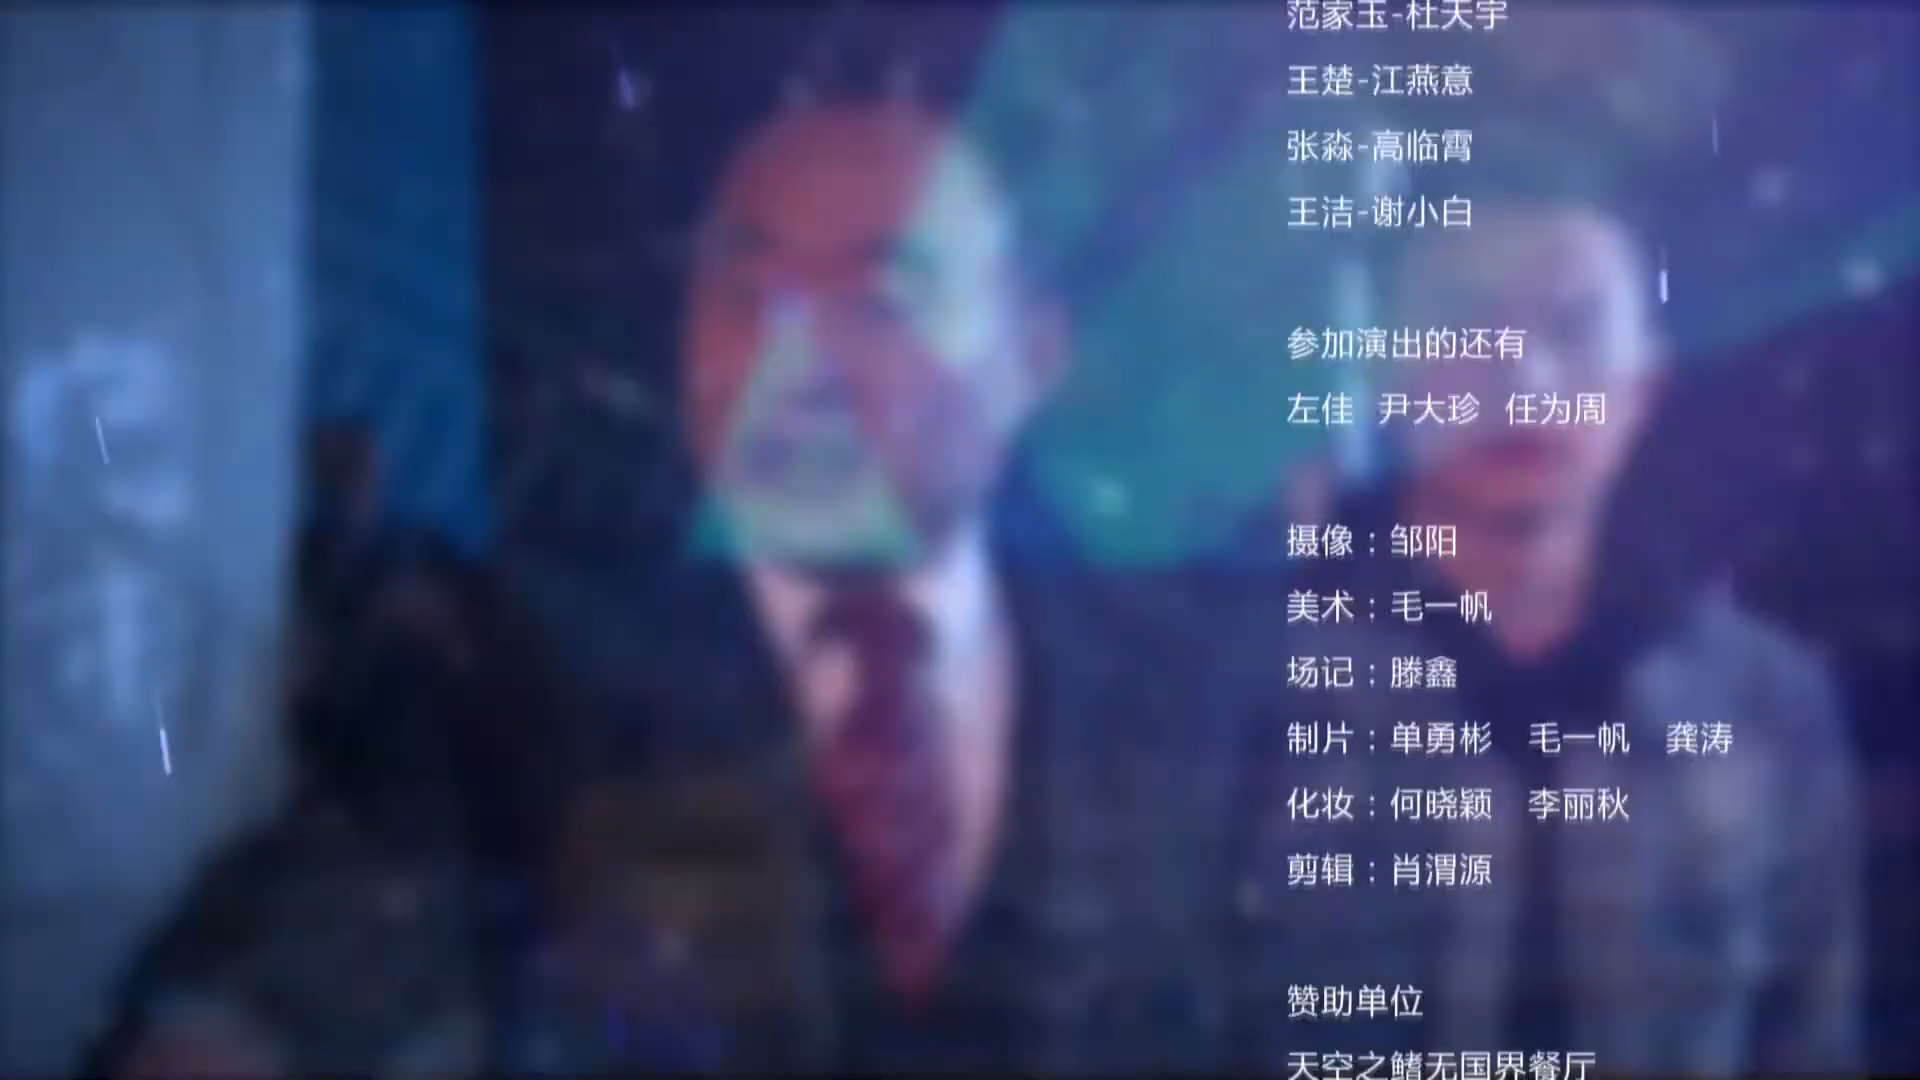 范家玉-杜天宇
王楚-江燕意
张淼-高临霄
王洁-谢小白
参加演出的还有
左佳 尹大珍 任为周
摄像：邹阳
美术：毛一帆
场记：滕鑫
制片：单勇彬 毛一帆 龚涛
化妆：何晓颖 李丽秋
剪辑：肖渭源
赞助单位
天空之鳍无国界餐厅